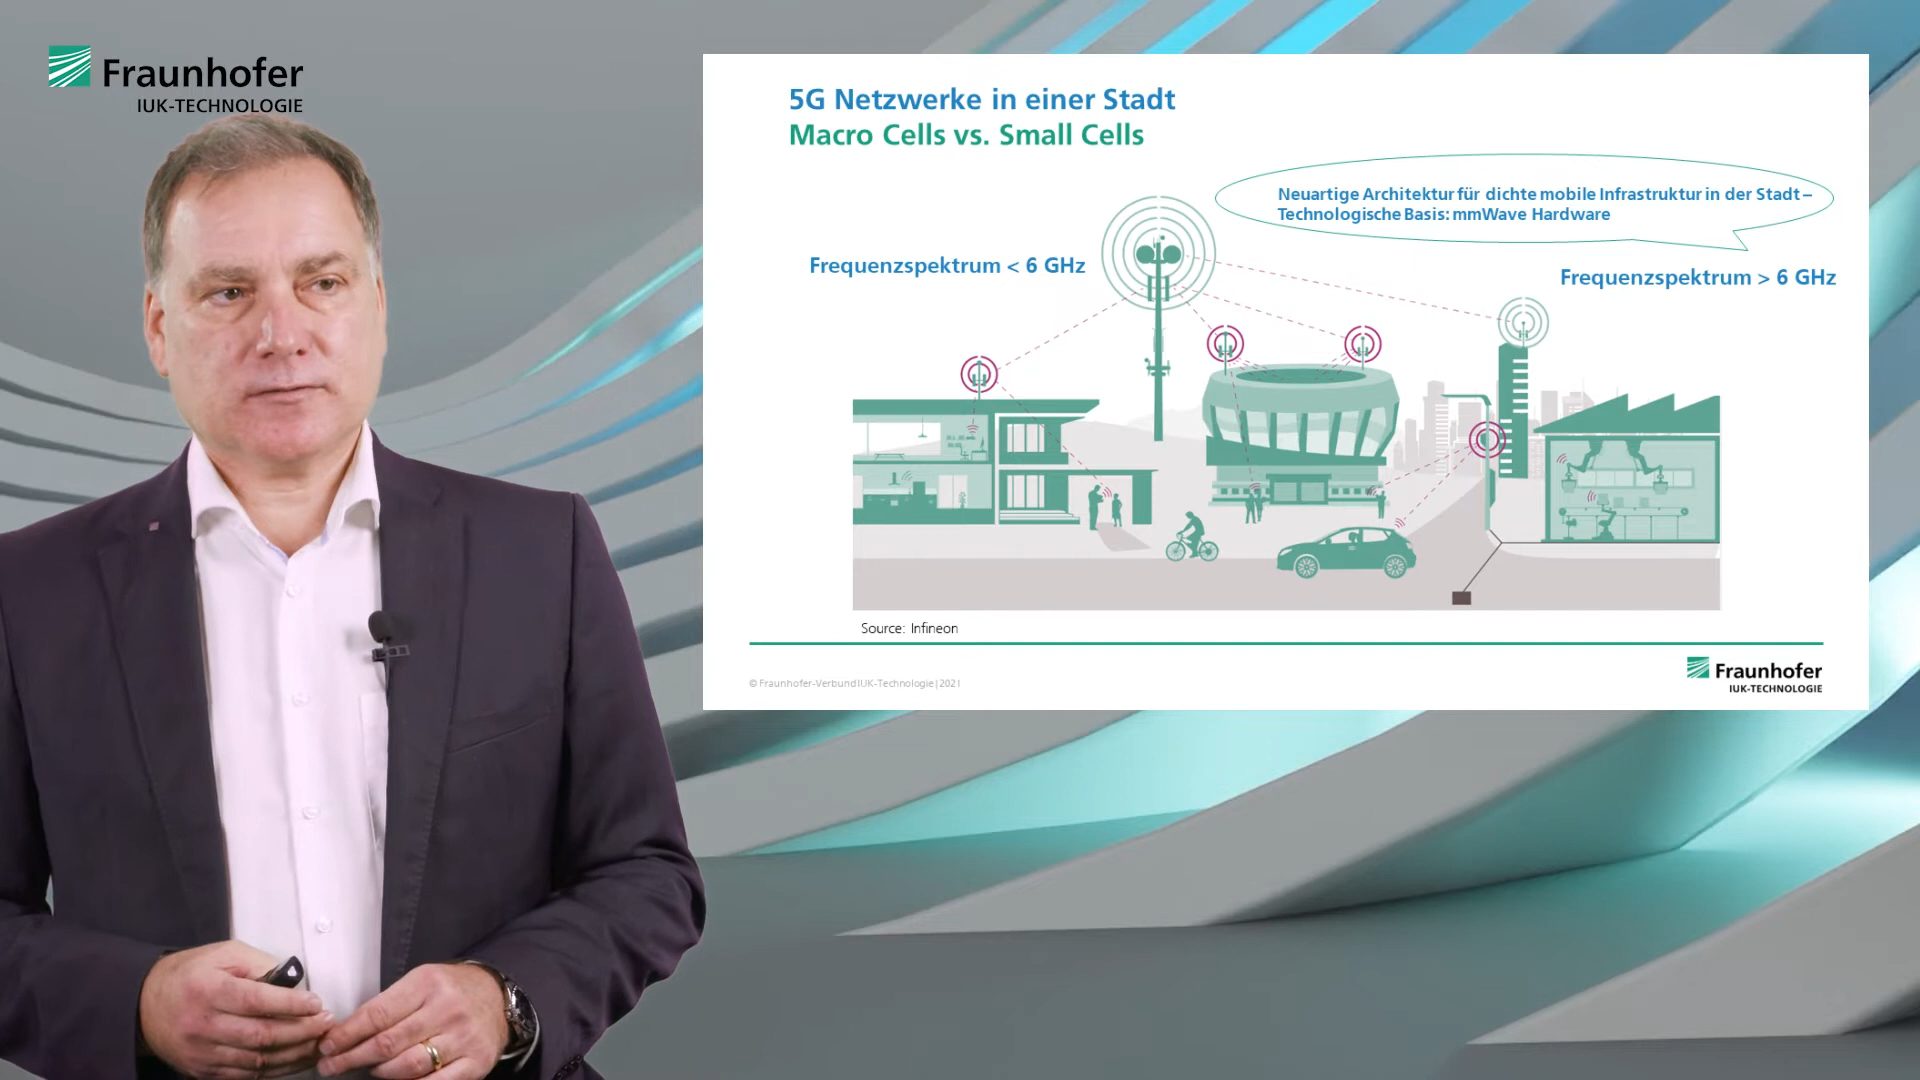 Fraunhofer
IUK-TECHNOLOGIE
5G Netzwerke in einer Stadt
Macro Cells vs. Small Cells
Neuartige Architektur für dichte mobile Infrastruktur in der Stadt –
Technologische Basis: mmWave Hardware
Frequenzspektrum < 6 GHz
Frequenzspektrum > 6 GHz
Source: Infineon
© Fraunhofer-Verbund IUK-Technologie | 2021
Fraunhofer
IUK-TECHNOLOGIE